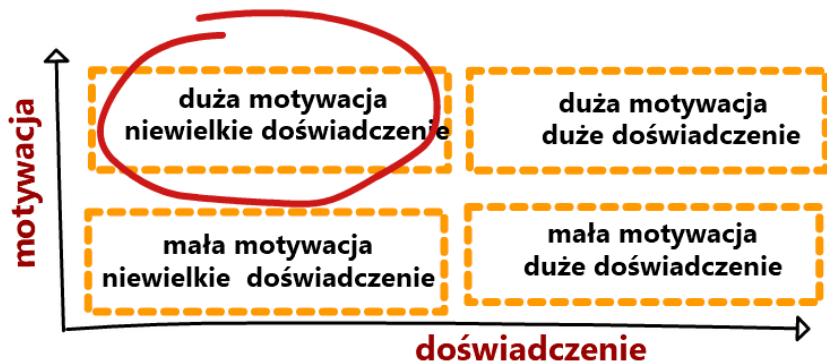 motywacja
duża motywacja
niewielkie doświadczenie
duża motywacja
duże doświadczenie
mała motywacja
niewielkie doświadczenie
mała motywacja
duże doświadczenie
doświadczenie